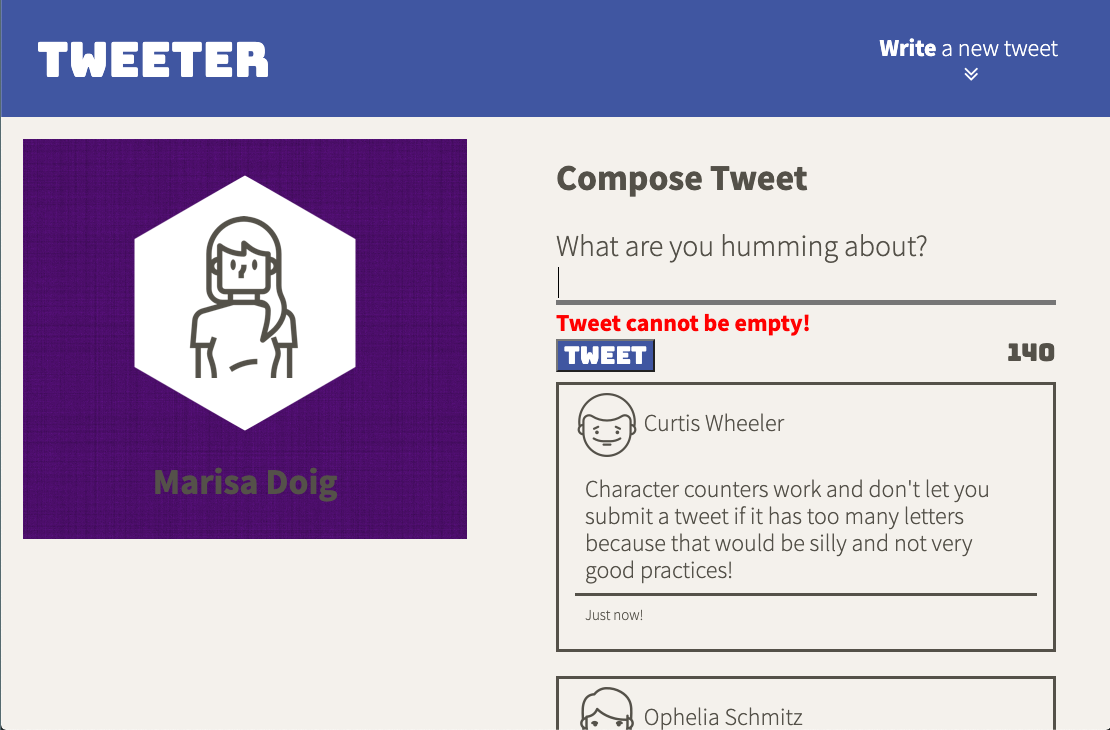 TWEETER
Write a new tweet
Marisa Doig
Compose Tweet
What are you humming about?
Tweet cannot be empty!
TWEET
140
Curtis Wheeler
Character counters work and don't let you
submit a tweet if it has too many letters
because that would be silly and not very
good practices!
Just now!
Ophelia Schmitz